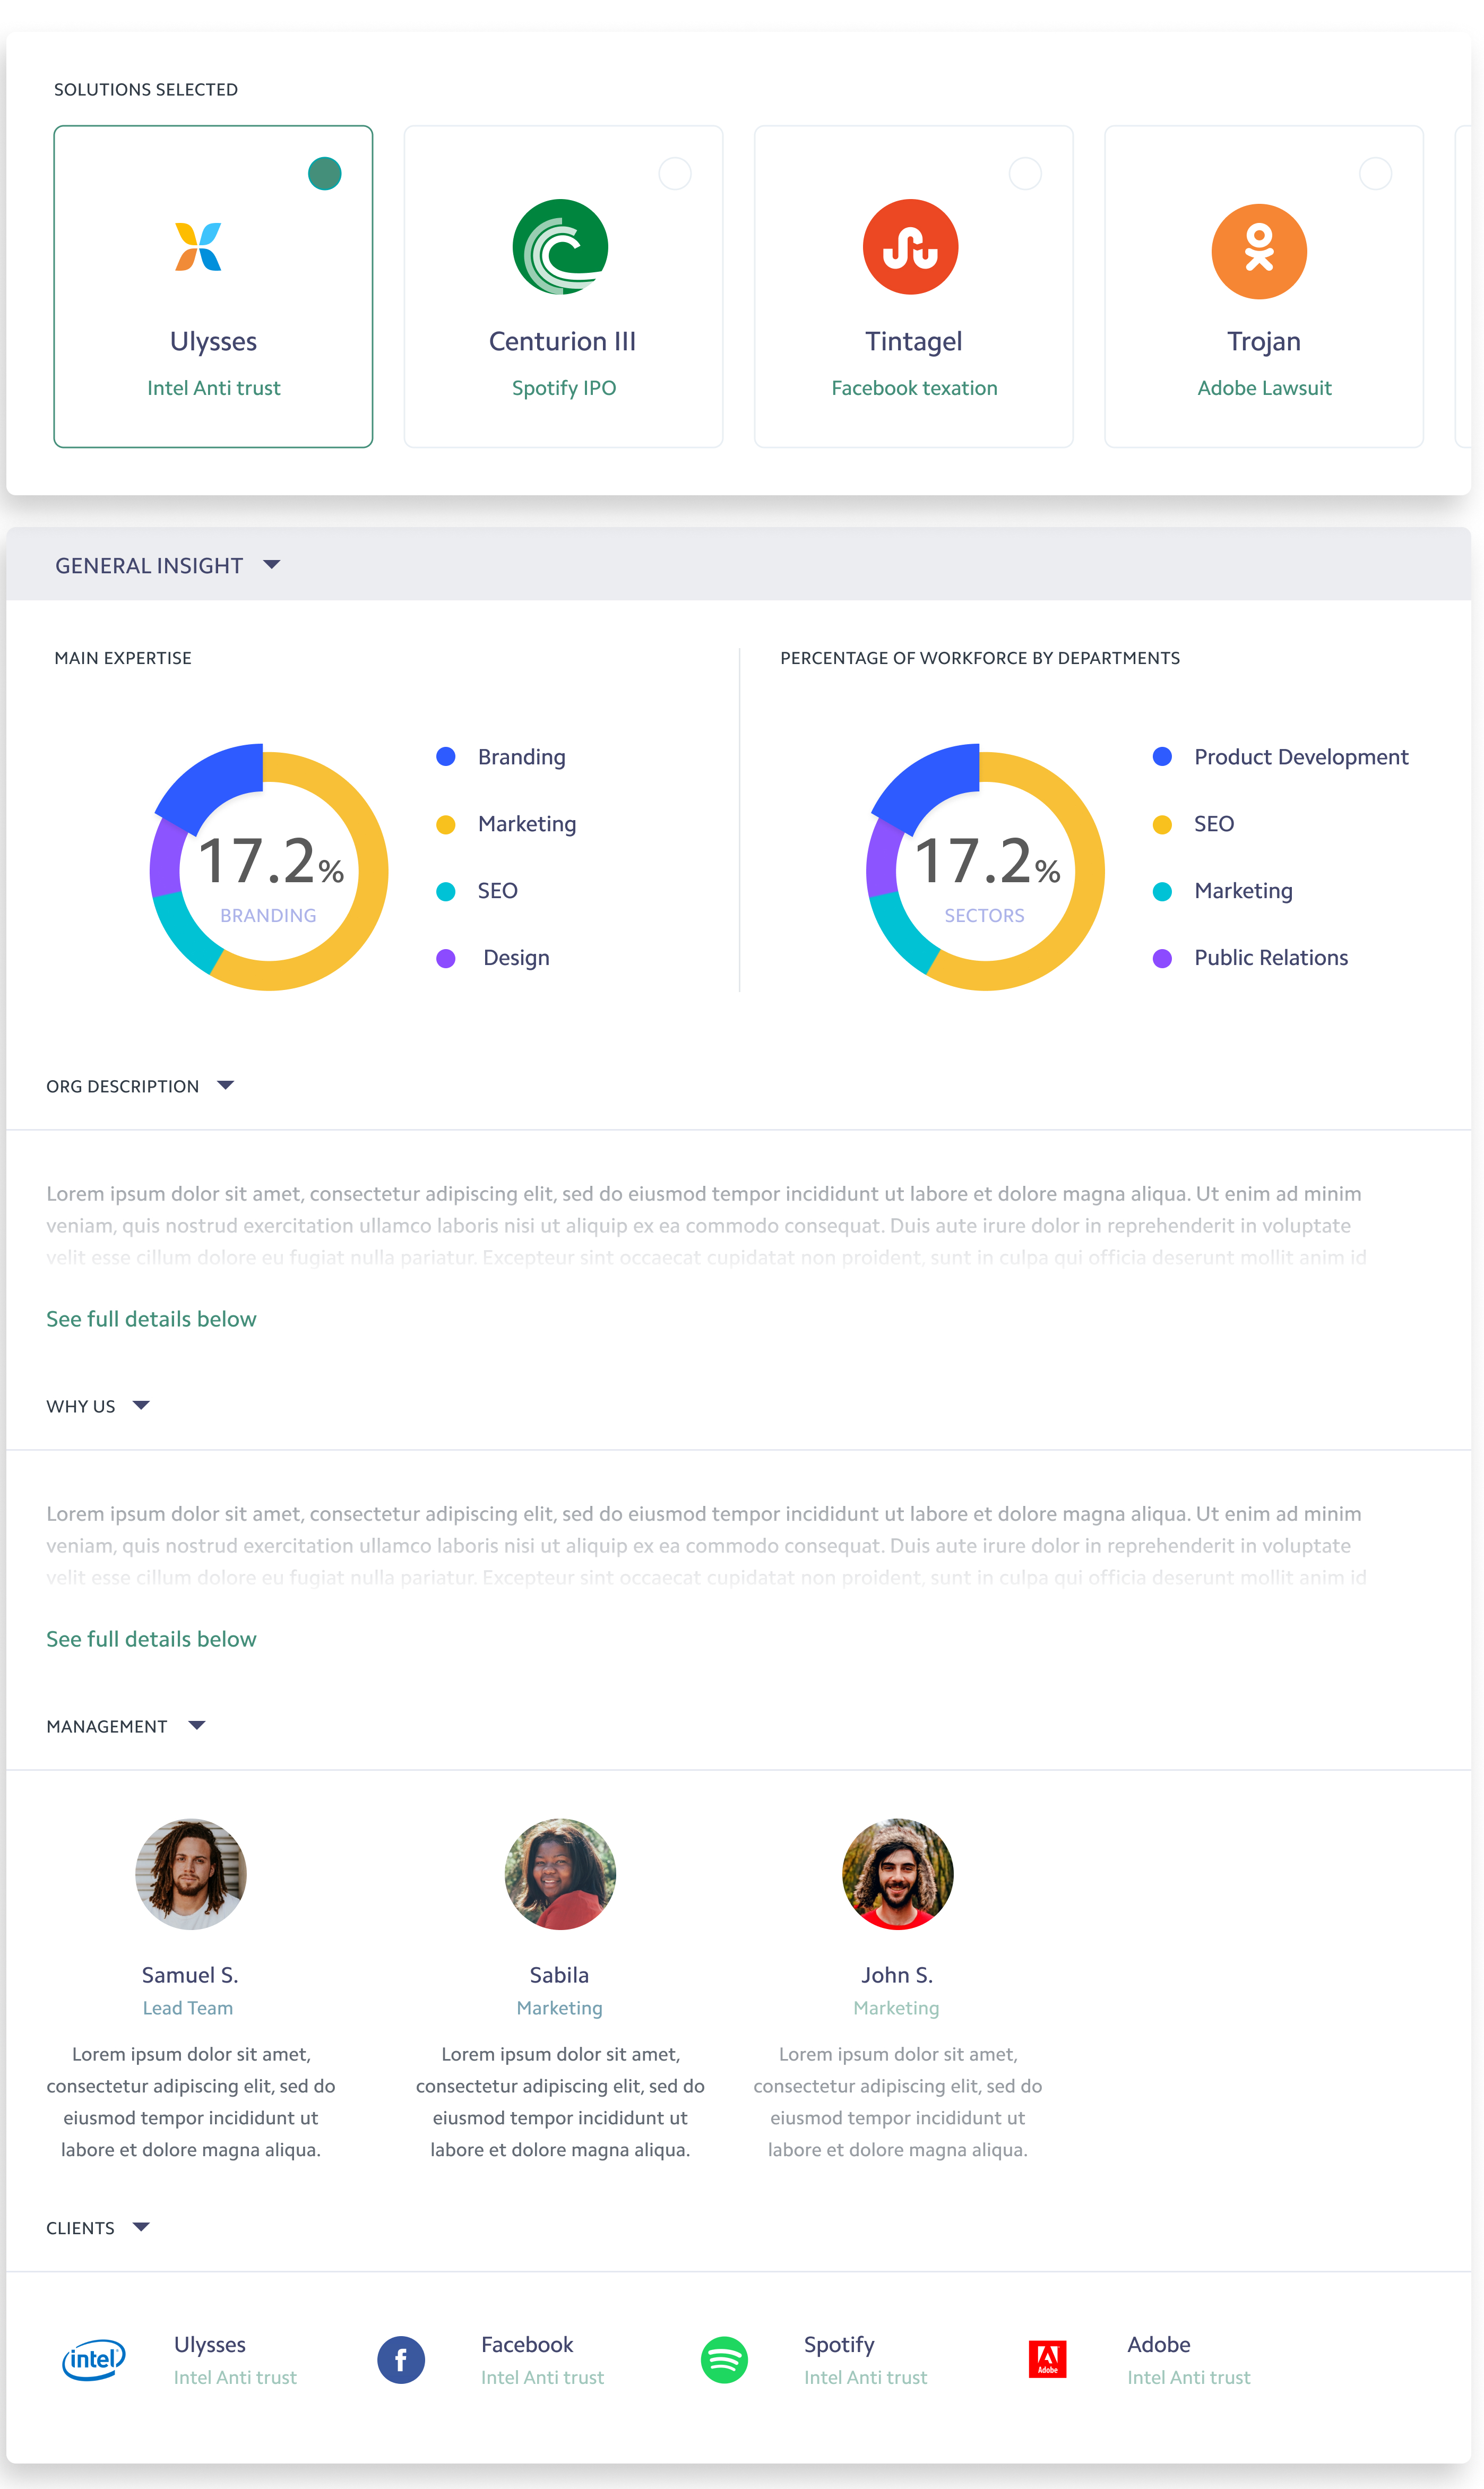 SOLUTIONS SELECTED
Ulysses
Intel Anti trust
Centurion III
Spotify IPO
Tintagel
Facebook texation
Trojan
Adobe Lawsuit
GENERAL INSIGHT
MAIN EXPERTISE
17.2%
BRANDING
Branding
Marketing
SEO
Design
PERCENTAGE OF WORKFORCE BY DEPARTMENTS
17.2%
SECTORS
Product Development
SEO
Marketing
Public Relations
ORG DESCRIPTION
Lorem ipsum dolor sit amet, consectetur adipiscing elit, sed do eiusmod tempor incididunt ut labore et dolore magna aliqua. Ut enim ad minim
veniam, quis nostrud exercitation ullamco laboris nisi ut aliquip ex ea commodo consequat. Duis aute irure dolor in reprehenderit in voluptate
velit esse cillum dolore eu fugiat nulla pariatur. Excepteur sint occaecat cupidatat non proident, sunt in culpa qui officia deserunt mollit anim id
See full details below
WHY US
Lorem ipsum dolor sit amet, consectetur adipiscing elit, sed do eiusmod tempor incididunt ut labore et dolore magna aliqua. Ut enim ad minim
veniam, quis nostrud exercitation ullamco laboris nisi ut aliquip ex ea commodo consequat. Duis aute irure dolor in reprehenderit in voluptate
velit esse cillum dolore eu fugiat nulla pariatur. Excepteur sint occaecat cupidatat non proident, sunt in culpa qui officia deserunt mollit anim id
See full details below
MANAGEMENT
Samuel S.
Lead Team
Lorem ipsum dolor sit amet,
consectetur adipiscing elit, sed do
eiusmod tempor incididunt ut
labore et dolore magna aliqua.
Sabila
Marketing
Lorem ipsum dolor sit amet,
consectetur adipiscing elit, sed do
eiusmod tempor incididunt ut
labore et dolore magna aliqua.
John S.
Marketing
Lorem ipsum dolor sit amet,
consectetur adipiscing elit, sed do
eiusmod tempor incididunt ut
labore et dolore magna aliqua.
CLIENTS
intel
Ulysses
Intel Anti trust
f
Facebook
Intel Anti trust
Spotify
Intel Anti trust
Adobe
Adobe
Intel Anti trust